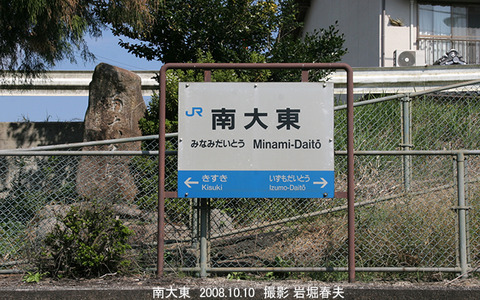 JR 南大東
みなみだいとう Minami-Daitō
きすき いずもだいとう
← Kisuki Izumo-Daitō →
南大東 2008.10.10 撮影 岩堀春夫